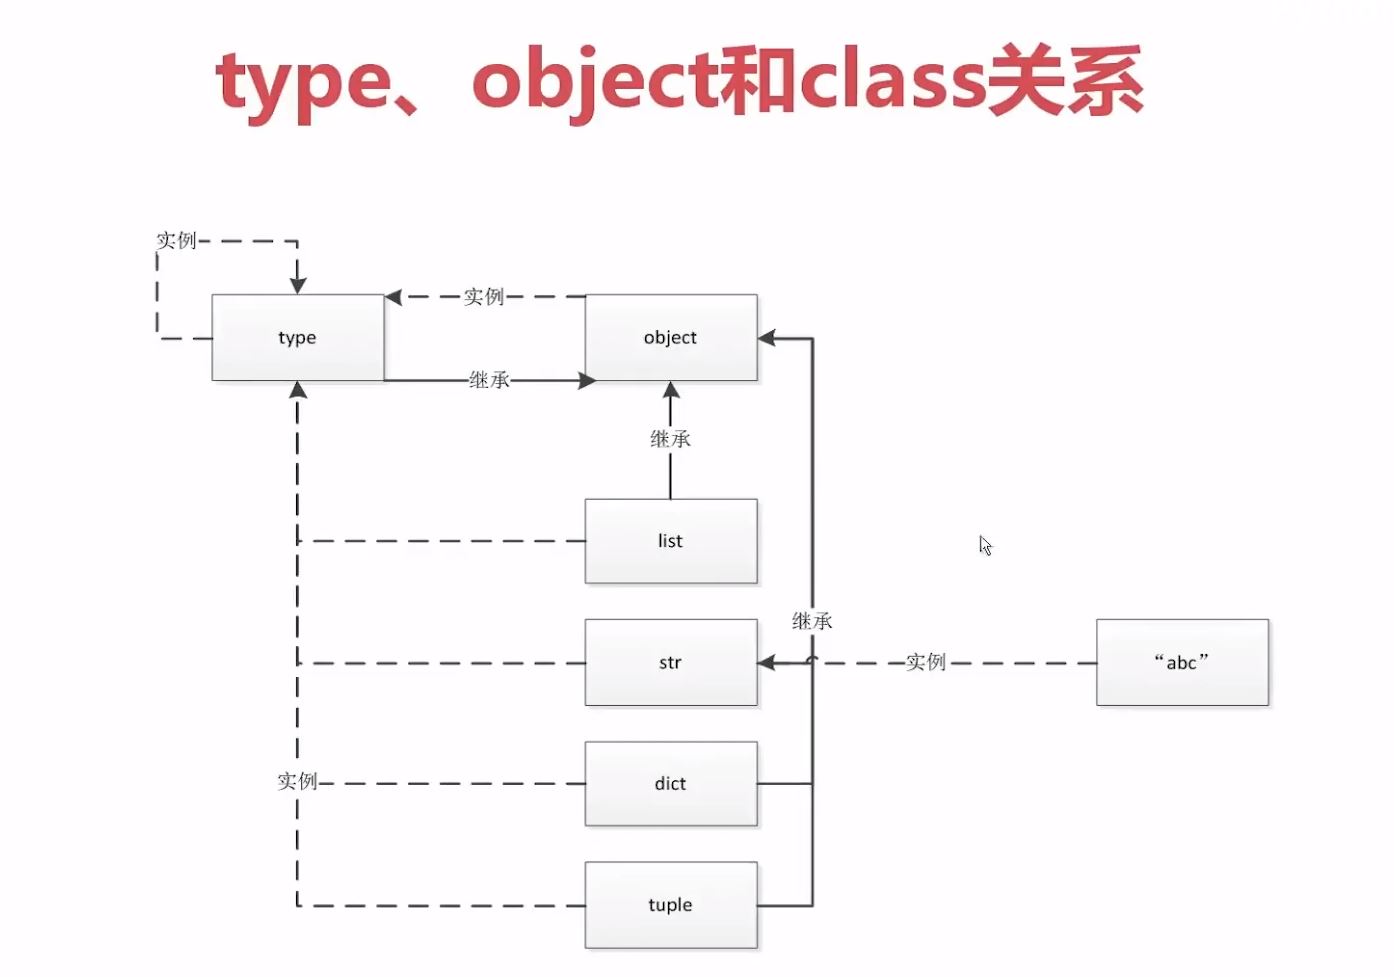 type、object和class关系
实例
实例
type
object
继承
继承
list
继承
str
实例
“abc”
实例
dict
tuple